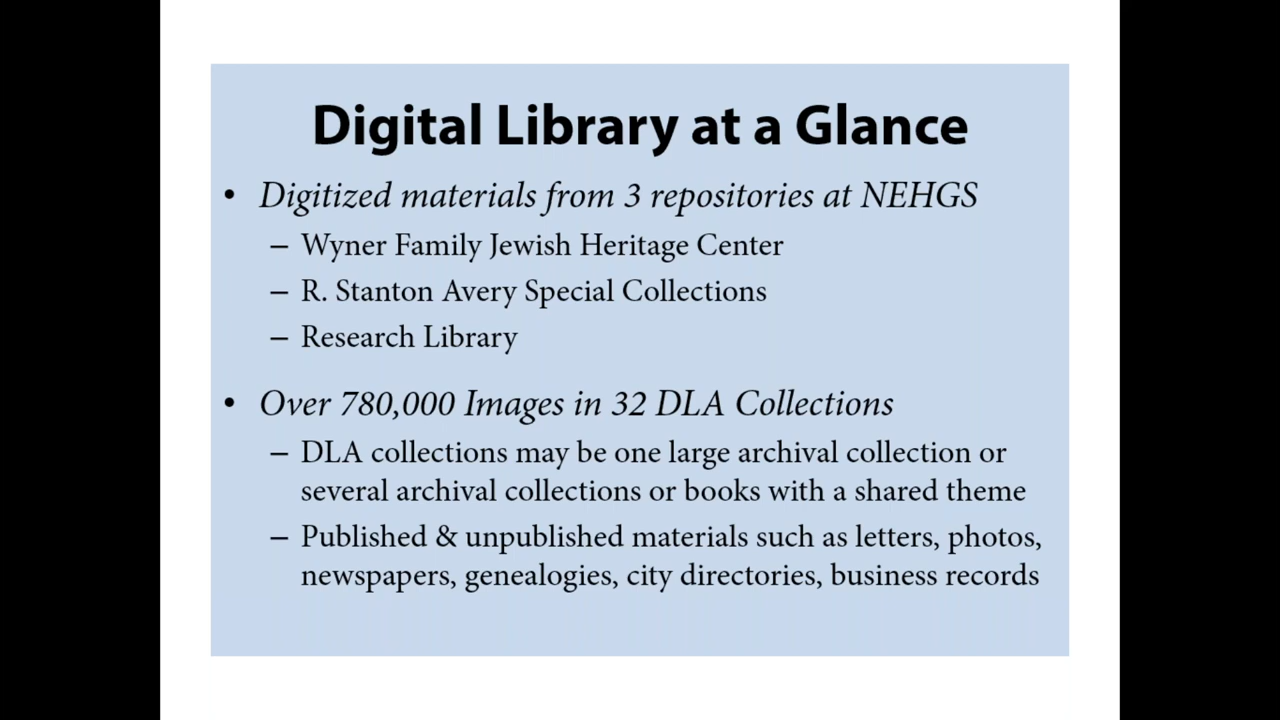 Digital Library at a Glance
• Digitized materials from 3 repositories at NEHGS
– Wyner Family Jewish Heritage Center
– R. Stanton Avery Special Collections
– Research Library
• Over 780,000 Images in 32 DLA Collections
– DLA collections may be one large archival collection or
several archival collections or books with a shared theme
– Published & unpublished materials such as letters, photos,
newspapers, genealogies, city directories, business records